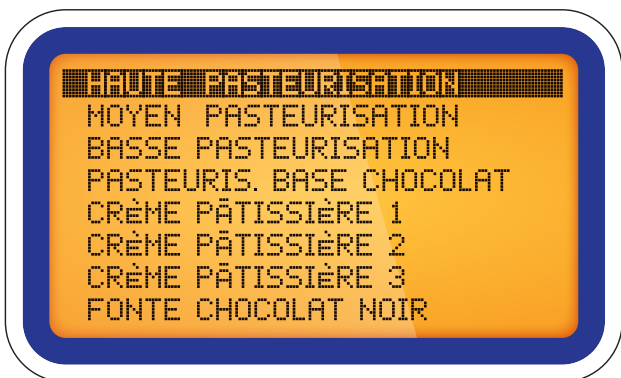 HAUTE PASTEURISATION
MOYEN PASTEURISATION
BASSE PASTEURISATION
PASTEURIS. BASE CHOCOLAT
CRèME PÂTISSIèRE 1
CRèME PÂTISSIèRE 2
CRèME PÂTISSIèRE 3
FONTE CHOCOLAT NOIR